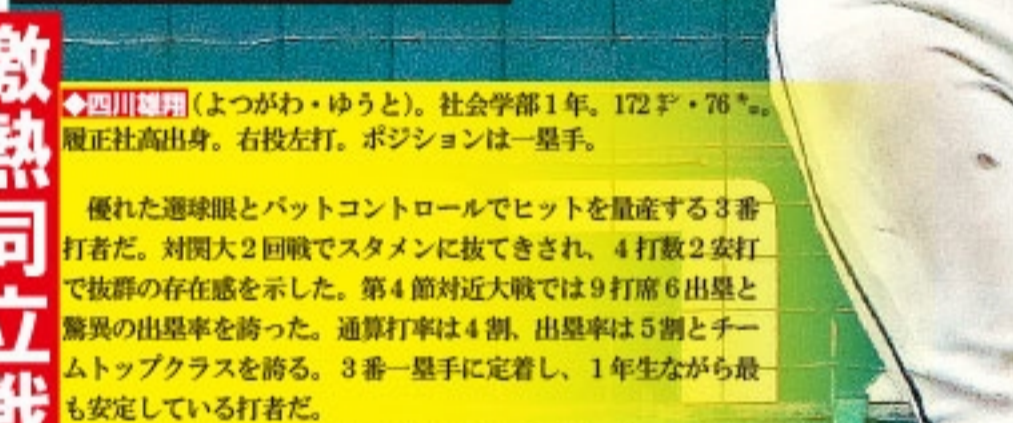 激熱同立戦
◆四川雄翔（よつがわ・ゆうと）。社会学部１年。172㌢・76㌔。
履正社高出身。右投左打。ポジションは一塁手。
優れた選球眼とバットコントロールでヒットを量産する３番
打者だ。対関大２回戦でスタメンに抜てきされ、４打数２安打
で抜群の存在感を示した。第４節対近大戦では９打席６出塁と
驚異の出塁率を誇った。通算打率は４割、出塁率は５割とチー
ムトップクラスを誇る。３番一塁手に定着し、１年生ながら最
も安定している打者だ。